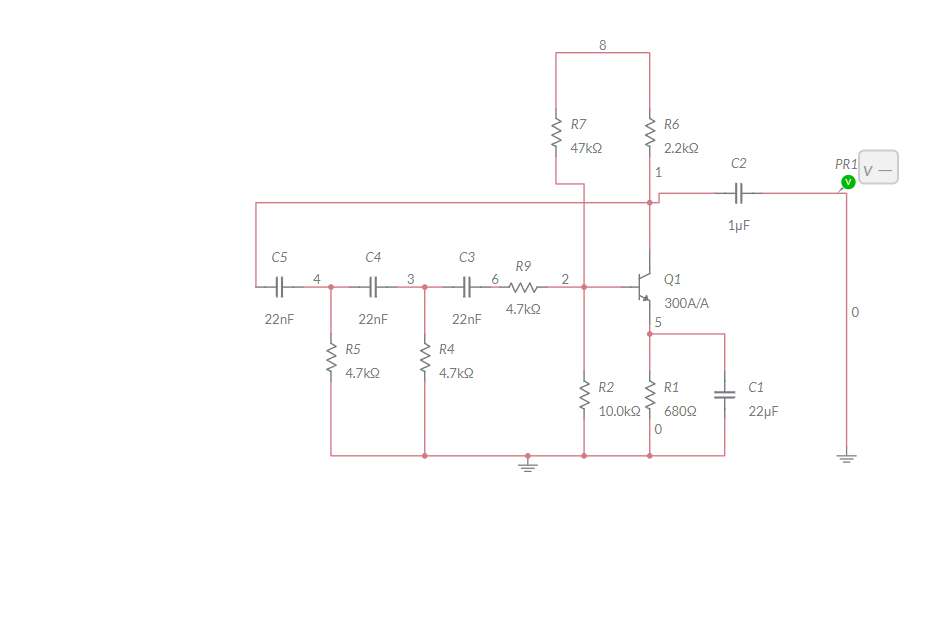 8
R7
47kΩ
R6
2.2kΩ
1
C2
1µF
PR1
V
V —
C5
22nF
4
C4
22nF
3
C3
22nF
6
R9
4.7kΩ
2
Q1
300A/A
5
0
R5
4.7kΩ
R4
4.7kΩ
R2
10.0kΩ
R1
680Ω
0
C1
22µF